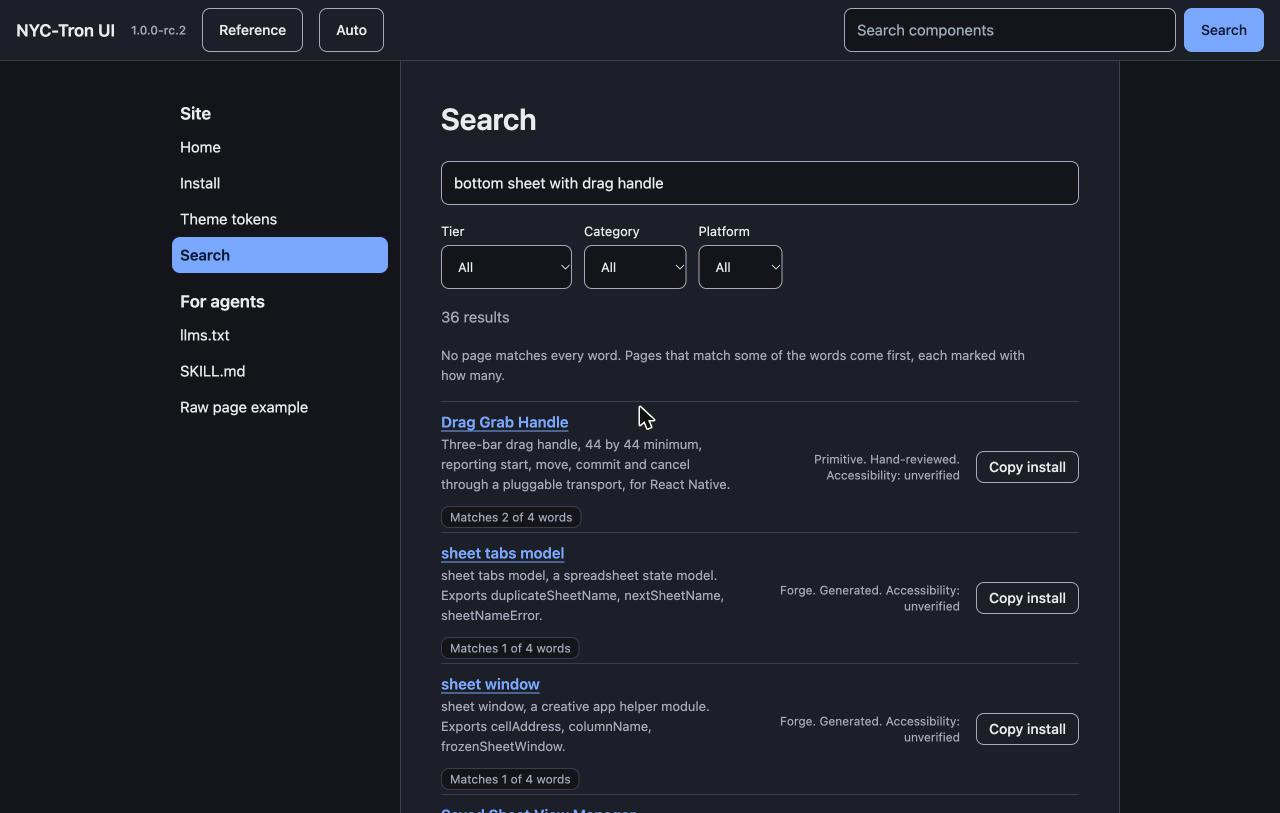 NYC-Tron UI 1.0.0-rc.2 Reference Auto Search components Search
Site
Home
Install
Theme tokens
Search
For agents
llms.txt
SKILL.md
Raw page example
Search
bottom sheet with drag handle
Tier Category Platform
All All All
36 results
No page matches every word. Pages that match some of the words come first, each marked with
how many.
Drag Grab Handle
Three-bar drag handle, 44 by 44 minimum,
reporting start, move, commit and cancel
through a pluggable transport, for React Native.
Matches 2 of 4 words
Primitive. Hand-reviewed.
Accessibility: unverified
Copy install
sheet tabs model
sheet tabs model, a spreadsheet state model.
Exports duplicateSheetName, nextSheetName,
sheetNameError.
Matches 1 of 4 words
Forge. Generated. Accessibility:
unverified
Copy install
sheet window
sheet window, a creative app helper module.
Exports cellAddress, columnName,
frozenSheetWindow.
Matches 1 of 4 words
Forge. Generated. Accessibility:
unverified
Copy install
Saved Sheet View Manager